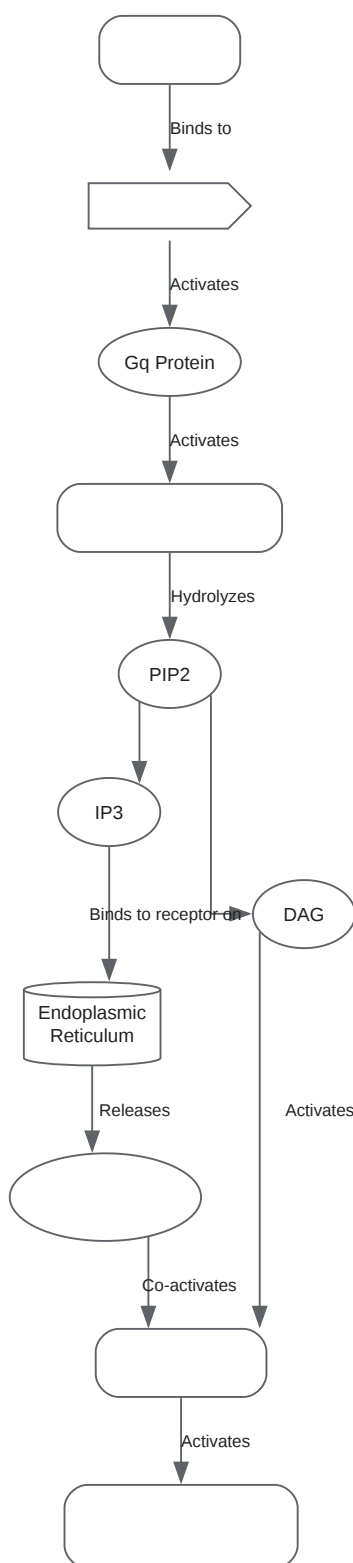 Binds to
Activates
Gq Protein
Activates
Hydrolyzes
PIP2
IP3
Binds to receptor on
DAG
Endoplasmic
Reticulum
Releases
Activates
Co-activates
Activates